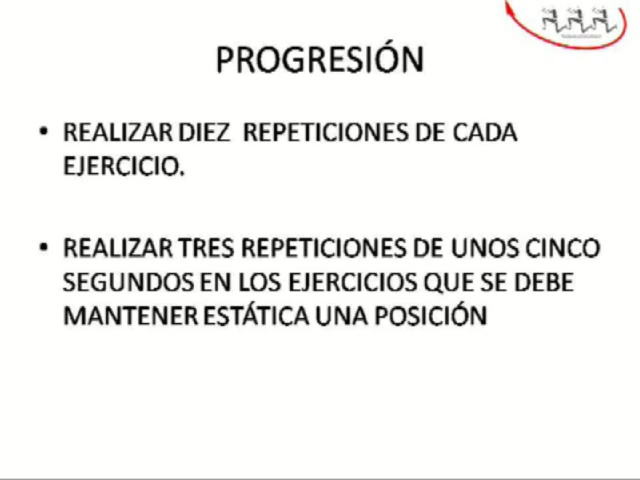 PROGRESIÓN
• REALIZAR DIEZ REPETICIONES DE CADA
EJERCICIO.
• REALIZAR TRES REPETICIONES DE UNOS CINCO
SEGUNDOS EN LOS EJERCICIOS QUE SE DEBE
MANTENER ESTÁTICA UNA POSICIÓN